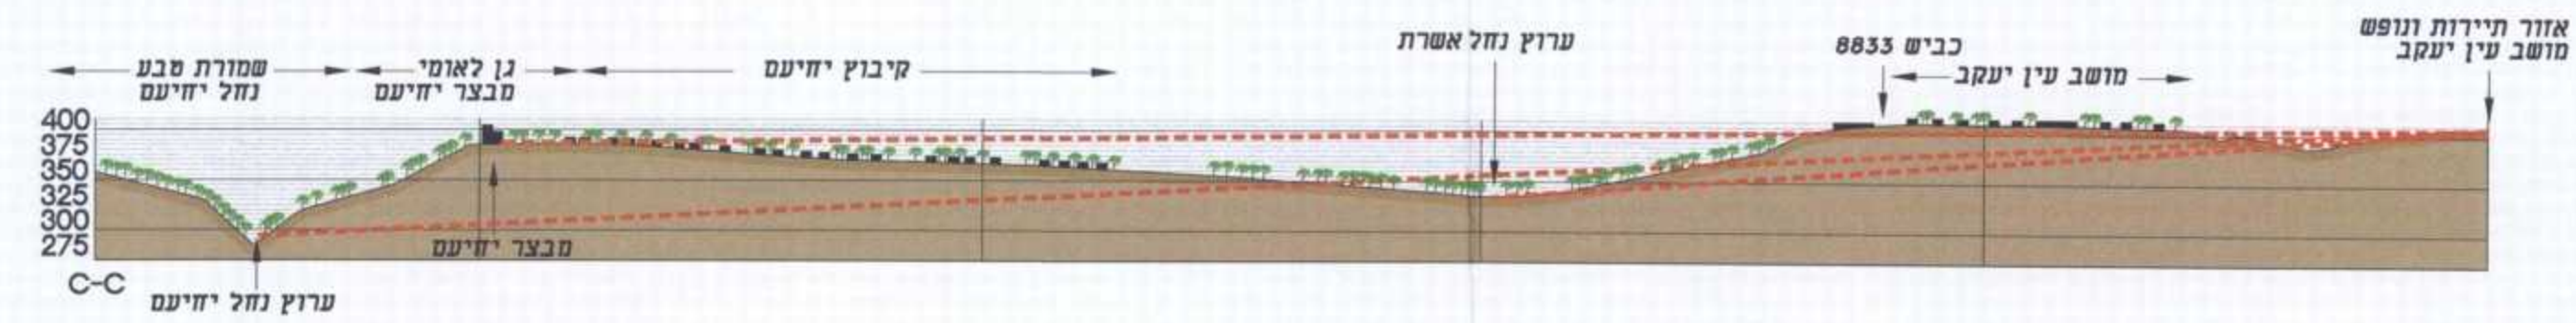 אזור תיירות ונופש
מושב עין יעקב
כביש 8833
מושב עין יעקב
ערוץ נחל אשרת
קיבוץ יחיעם
גן לאומי
מבצר יחיעם
שמורת טבע
נחל יחיעם
400
375
350
325
300
275
מבצר יחיעם
C-C
ערוץ נחל יחיעם